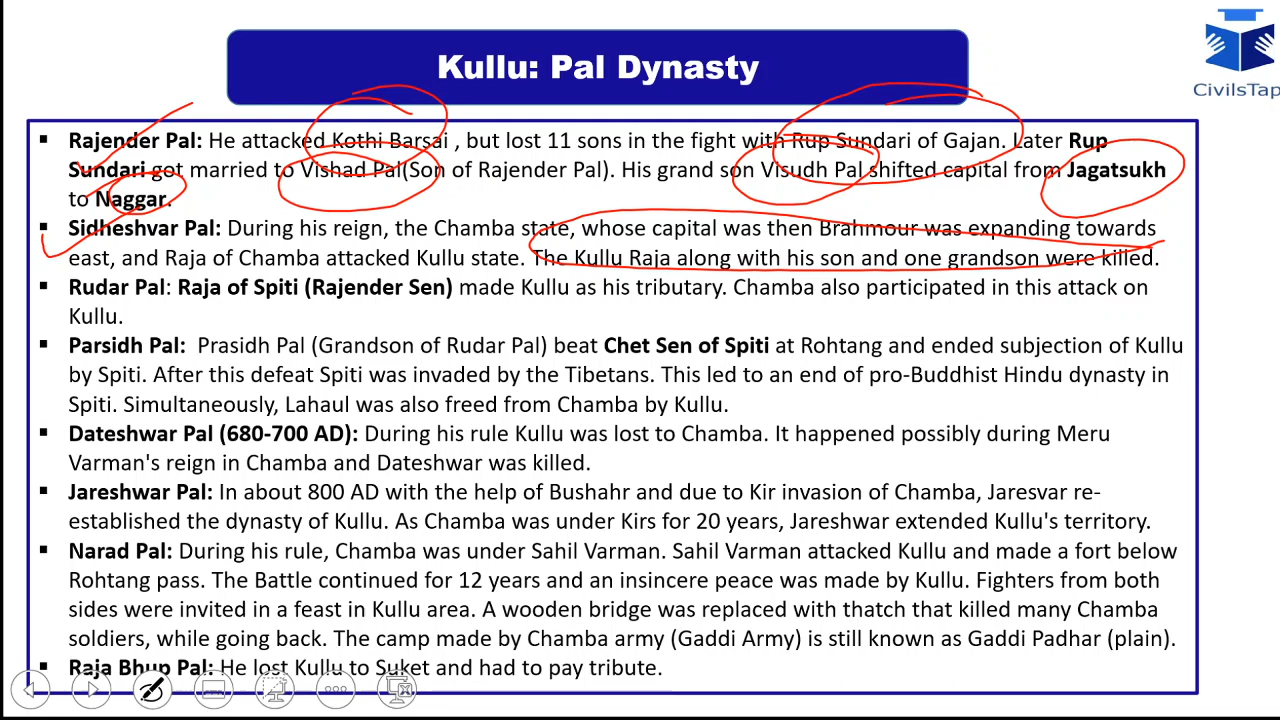 Kullu: Pal Dynasty
CivilsTap
▪ Rajender Pal: He attacked Kothi Barsai , but lost 11 sons in the fight with Rup Sundari of Gajan. Later Rup
Sundari got married to Vishad Pal(Son of Rajender Pal). His grand son Visudh Pal shifted capital from Jagatsukh
to Naggar.
▪ Sidheshvar Pal: During his reign, the Chamba state, whose capital was then Brahmour was expanding towards
east, and Raja of Chamba attacked Kullu state. The Kullu Raja along with his son and one grandson were killed.
▪ Rudar Pal: Raja of Spiti (Rajender Sen) made Kullu as his tributary. Chamba also participated in this attack on
Kullu.
▪ Parsidh Pal: Prasidh Pal (Grandson of Rudar Pal) beat Chet Sen of Spiti at Rohtang and ended subjection of Kullu
by Spiti. After this defeat Spiti was invaded by the Tibetans. This led to an end of pro-Buddhist Hindu dynasty in
Spiti. Simultaneously, Lahaul was also freed from Chamba by Kullu.
▪ Dateshwar Pal (680-700 AD): During his rule Kullu was lost to Chamba. It happened possibly during Meru
Varman's reign in Chamba and Dateshwar was killed.
▪ Jareshwar Pal: In about 800 AD with the help of Bushahr and due to Kir invasion of Chamba, Jaresvar re-
established the dynasty of Kullu. As Chamba was under Kirs for 20 years, Jareshwar extended Kullu's territory.
▪ Narad Pal: During his rule, Chamba was under Sahil Varman. Sahil Varman attacked Kullu and made a fort below
Rohtang pass. The Battle continued for 12 years and an insincere peace was made by Kullu. Fighters from both
sides were invited in a feast in Kullu area. A wooden bridge was replaced with thatch that killed many Chamba
soldiers, while going back. The camp made by Chamba army (Gaddi Army) is still known as Gaddi Padhar (plain).
▪ Raja Bhup Pal: He lost Kullu to Suket and had to pay tribute.